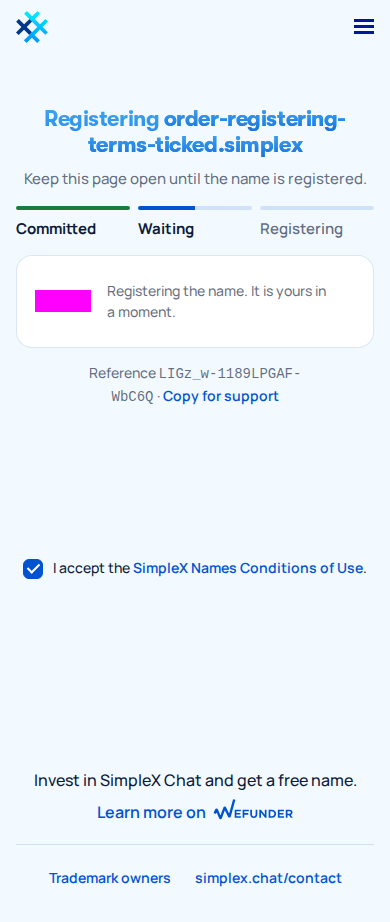 Registering order-registering-
terms-ticked.simplex
Keep this page open until the name is registered.
Committed
Waiting
Registering
Registering the name. It is yours in
a moment.
Reference LIGz_w-1189LPGAF-
WbC6Q · Copy for support
I accept the SimpleX Names Conditions of Use.
Invest in SimpleX Chat and get a free name.
Learn more on WEFUNDER
Trademark owners
simplex.chat/contact